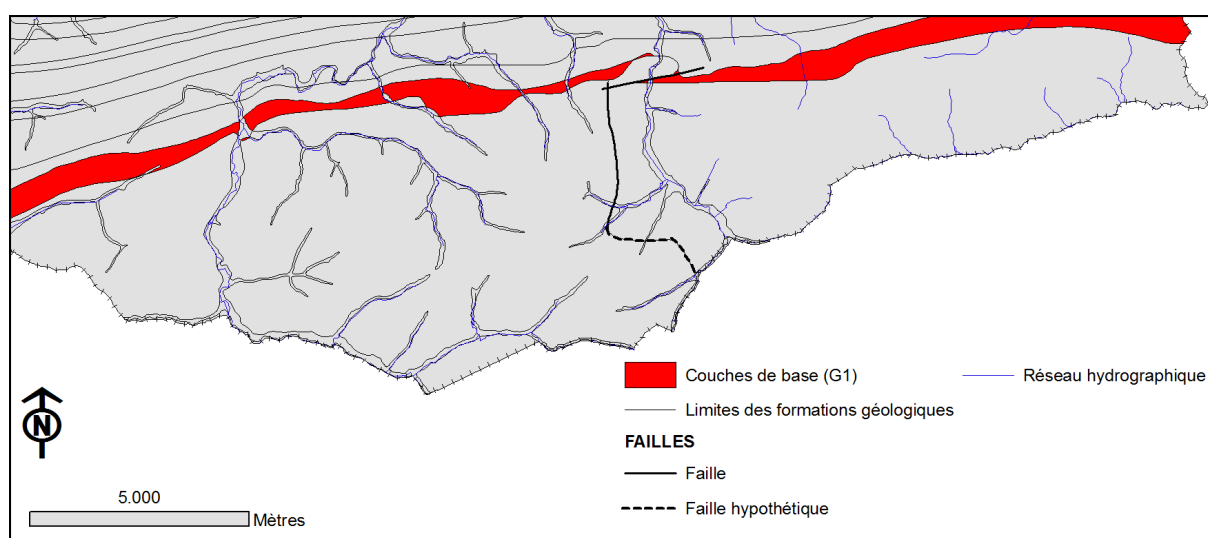 Couches de base (G1)
Réseau hydrographique
Limites des formations géologiques
FAILLES
Faille
Faille hypothétique
N
5.000
Mètres